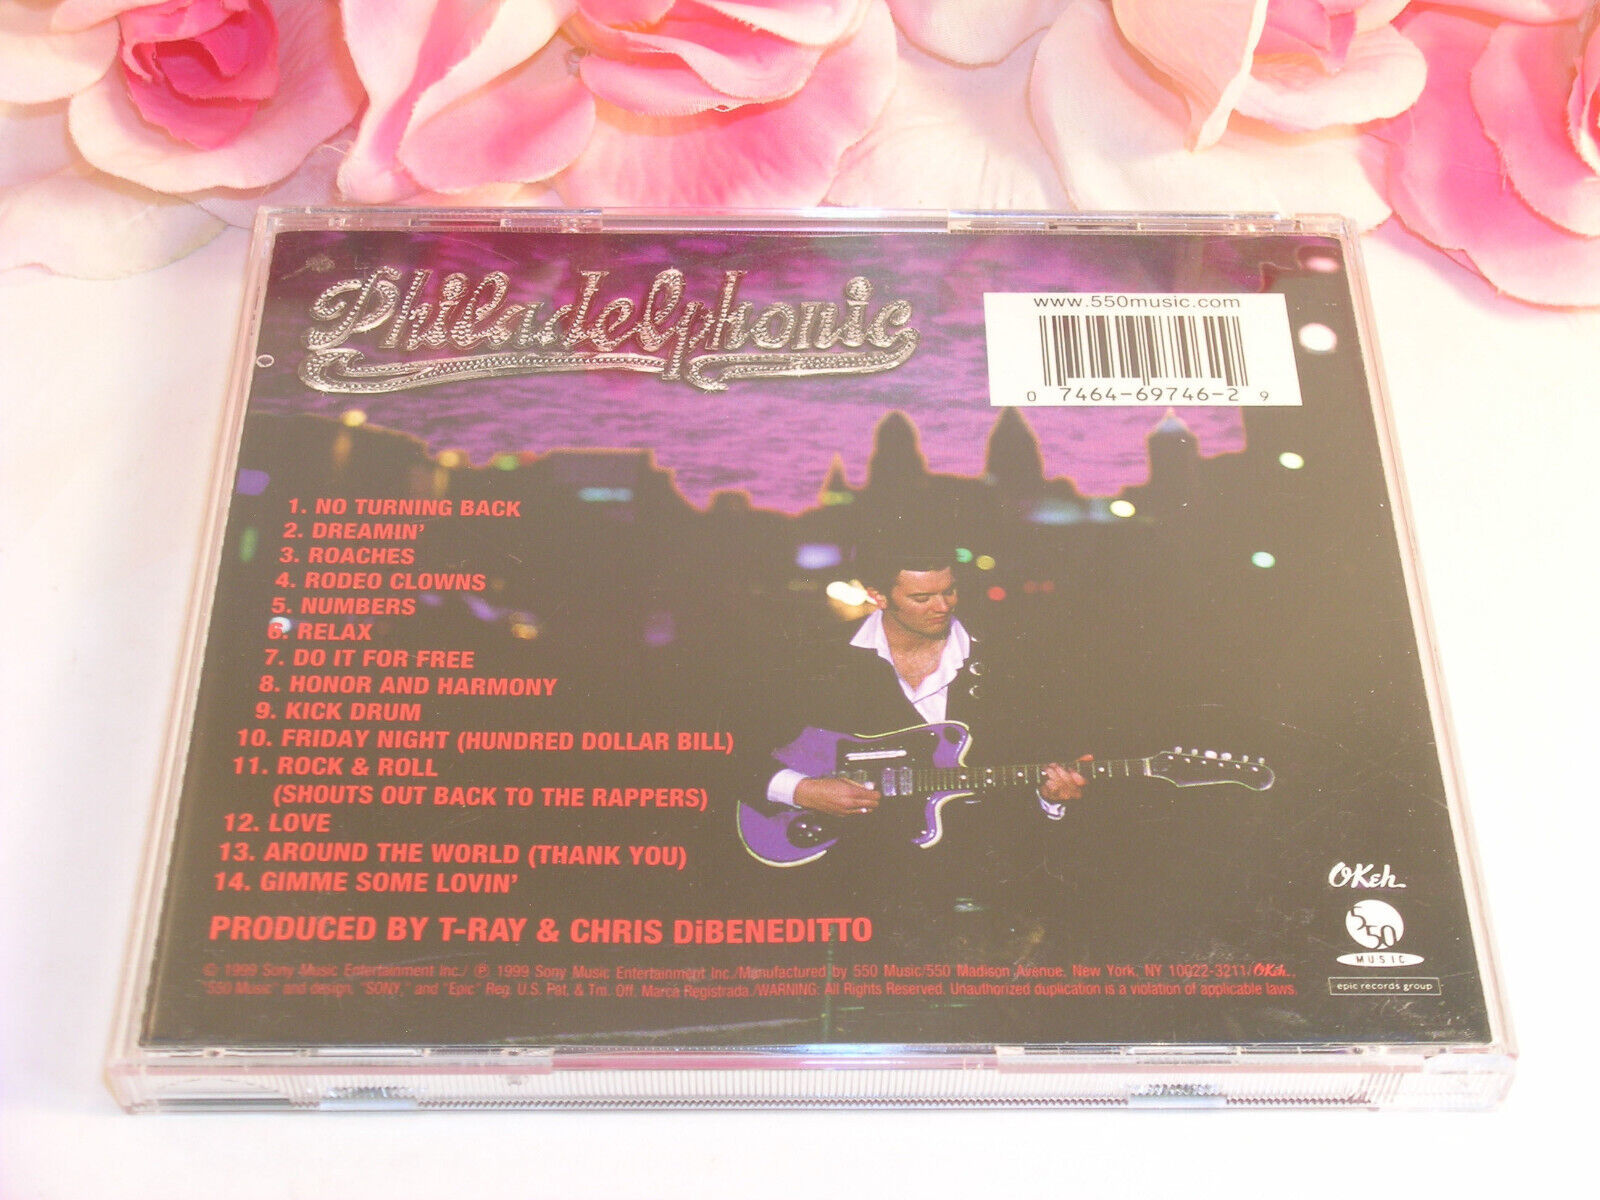 Philadelphonic
www.550music.com
0 7464-69746-2 9
1. NO TURNING BACK
2. DREAMIN'
3. ROACHES
4. RODEO CLOWNS
5. NUMBERS
6. RELAX
7. DO IT FOR FREE
8. HONOR AND HARMONY
9. KICK DRUM
10. FRIDAY NIGHT (HUNDRED DOLLAR BILL)
11. ROCK & ROLL
(SHOUTS OUT BACK TO THE RAPPERS)
12. LOVE
13. AROUND THE WORLD (THANK YOU)
14. GIMME SOME LOVIN'
PRODUCED BY T-RAY & CHRIS DiBENEDITTO
© 1999 Sony Music Entertainment Inc./ ℗ 1999 Sony Music Entertainment Inc./Manufactured by 550 Music/550 Madison Avenue, New York, NY 10022-3211/OKeh,
"550 Music" and design, "SONY," and "Epic" Reg. U.S. Pat. & Tm. Off. Marca Registrada./WARNING: All Rights Reserved. Unauthorized duplication is a violation of applicable laws.
OKeh
550
MUSIC
epic records group